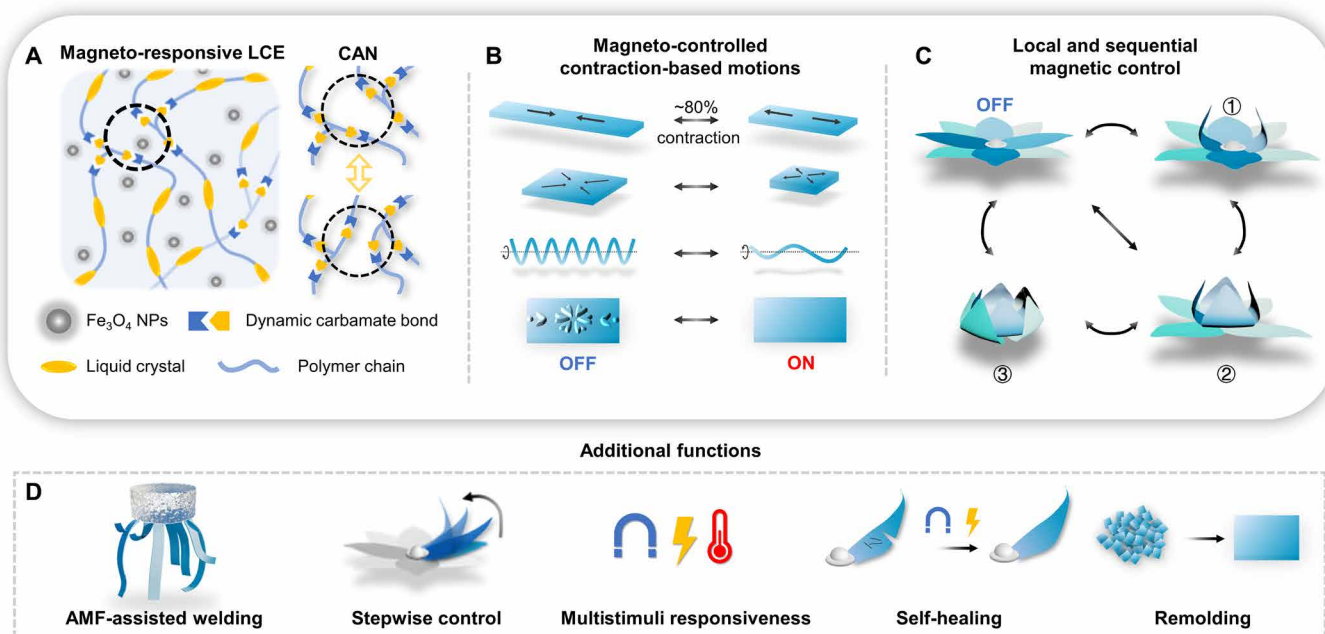 A
Magneto-responsive LCE
CAN
Fe₃O₄ NPs
Dynamic carbamate bond
Liquid crystal
Polymer chain
B
Magneto-controlled
contraction-based motions
~80%
contraction
OFF
ON
C
Local and sequential
magnetic control
OFF
①
③
②
Additional functions
D
AMF-assisted welding
Stepwise control
Multistimuli responsiveness
Self-healing
Remolding